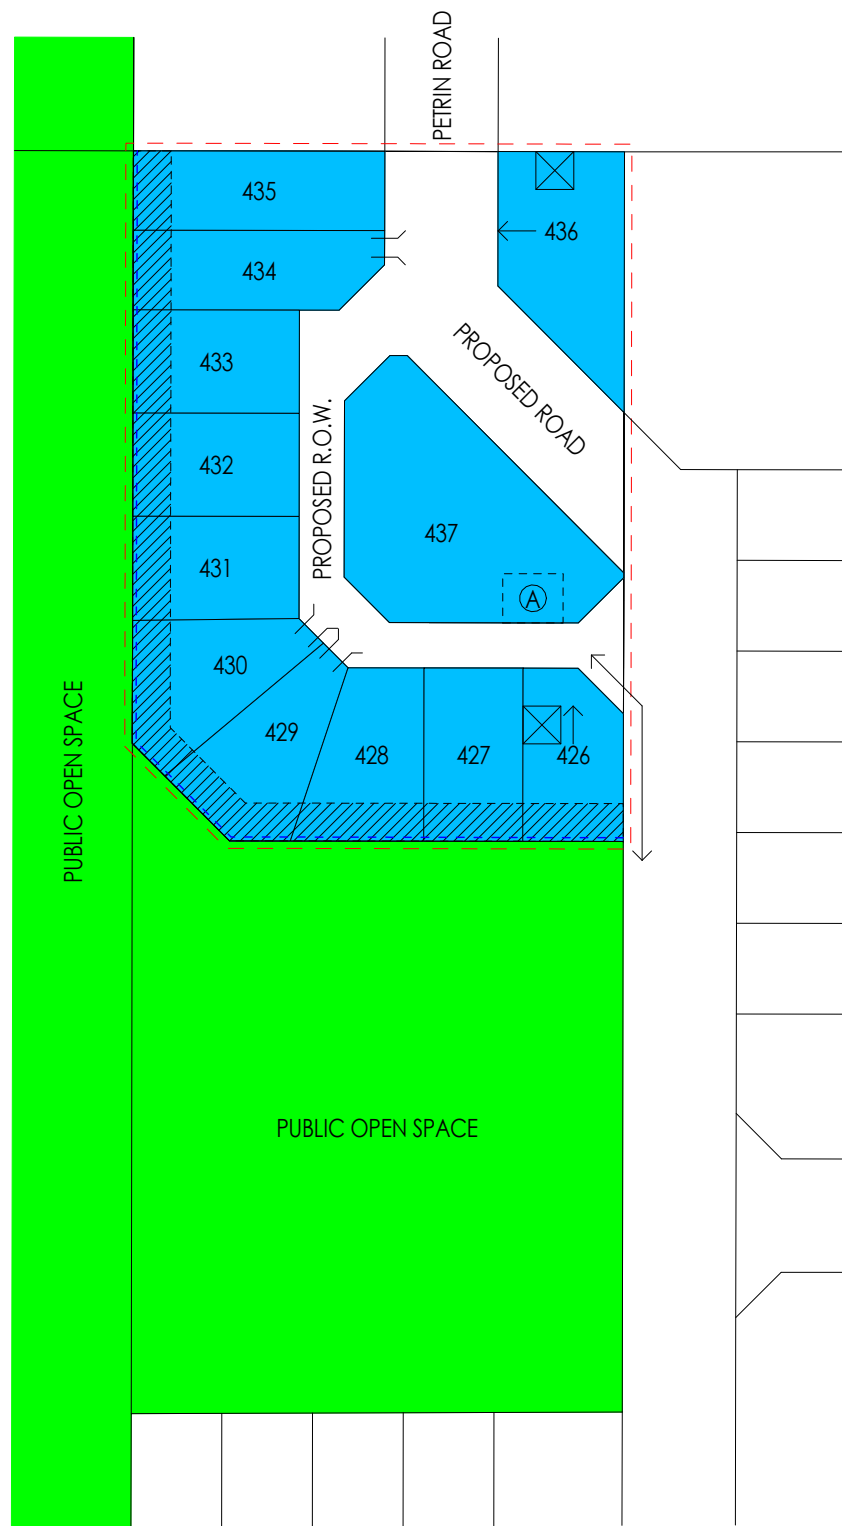 PETRIN ROAD
435
436
434
PROPOSED ROAD
433
PROPOSED R.O.W.
432
437
431
A
430
429
428
427
426
PUBLIC OPEN SPACE
PUBLIC OPEN SPACE